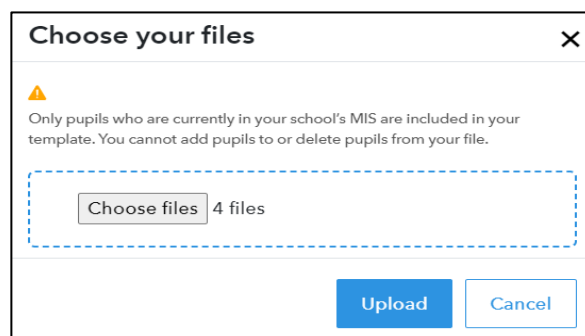 Choose your files
Only pupils who are currently in your school's MIS are included in your
template. You cannot add pupils to or delete pupils from your file.
Choose files 4 files
Upload Cancel